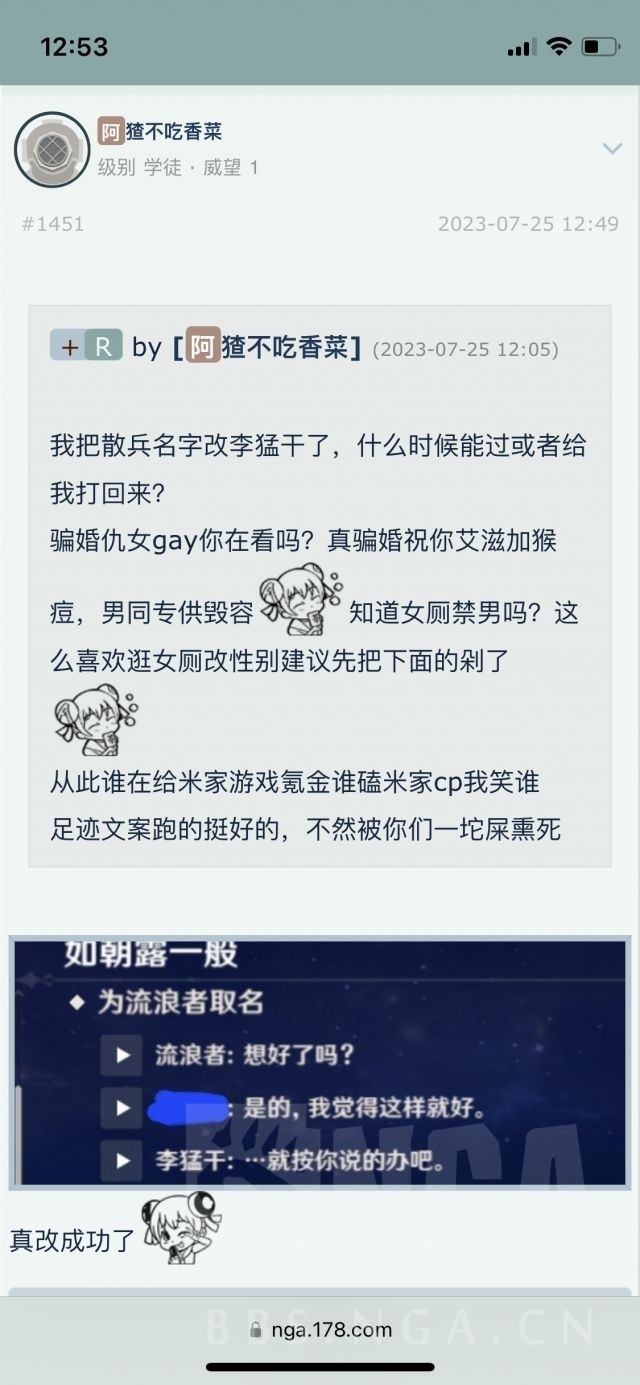 12:53
阿猹不吃香菜
级别 学徒 · 威望 1
#1451
2023-07-25 12:49
+ R by [阿猹不吃香菜] (2023-07-25 12:05)
我把散兵名字改李猛干了，什么时候能过或者给
我打回来？
骗婚仇女gay你在看吗？真骗婚祝你艾滋加猴
痘，男同专供毁容 知道女厕禁男吗？这
么喜欢逛女厕改性别建议先把下面的剁了
从此谁在给米家游戏氪金谁磕米家cp我笑谁
足迹文案跑的挺好的，不然被你们一坨屎熏死
如朝露一般
为流浪者取名
流浪者: 想好了吗？
: 是的, 我觉得这样就好。
李猛干: …就按你说的办吧。
NGA
真改成功了
BBS.NGA.CN
nga.178.com